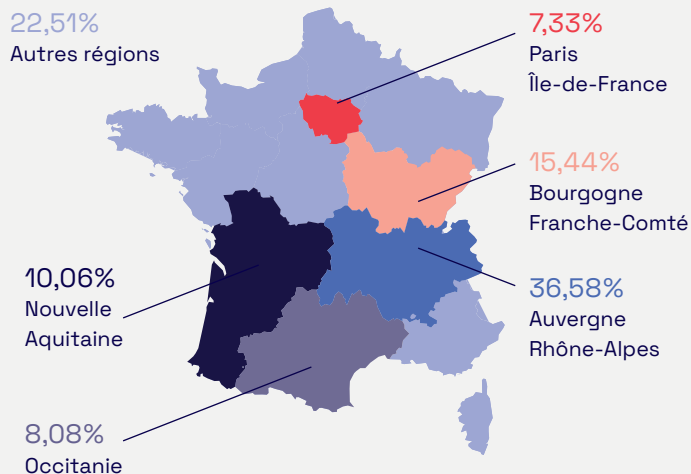 22,51%
Autres régions
7,33%
Paris
Île-de-France
15,44%
Bourgogne
Franche-Comté
10,06%
Nouvelle
Aquitaine
36,58%
Auvergne
Rhône-Alpes
8,08%
Occitanie